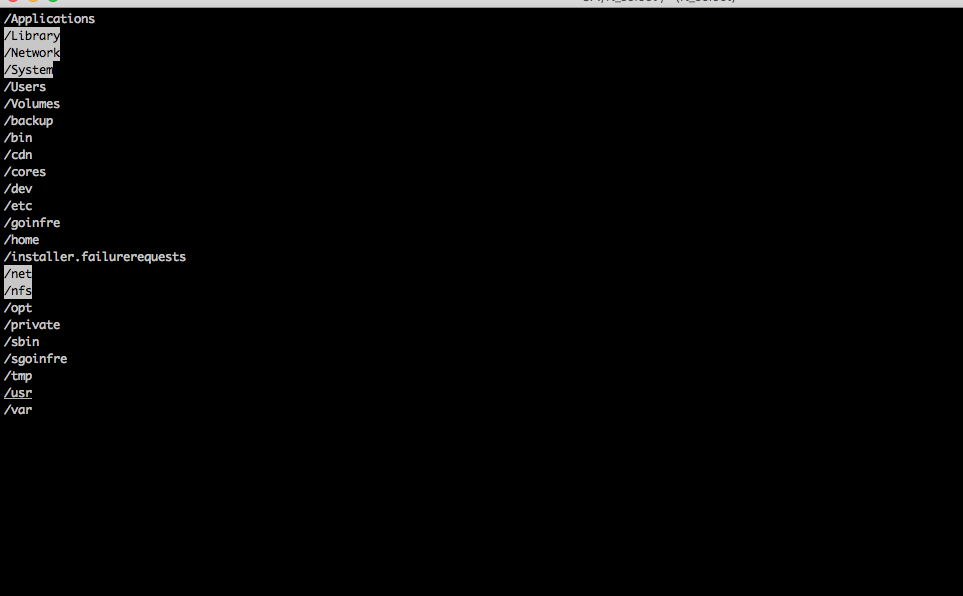 /Applications
/Library
/Network
/System
/Users
/Volumes
/backup
/bin
/cdn
/cores
/dev
/etc
/goinfre
/home
/installer.failurerequests
/net
/nfs
/opt
/private
/sbin
/sgoinfre
/tmp
/usr
/var